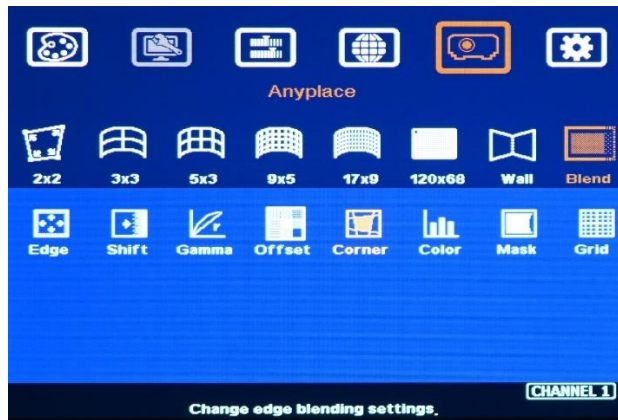 Anyplace
2x2 3x3 5x3 9x5 17x9 120x68 Wall Blend
Edge Shift Gamma Offset Corner Color Mask Grid
CHANNEL 1
Change edge blending settings.